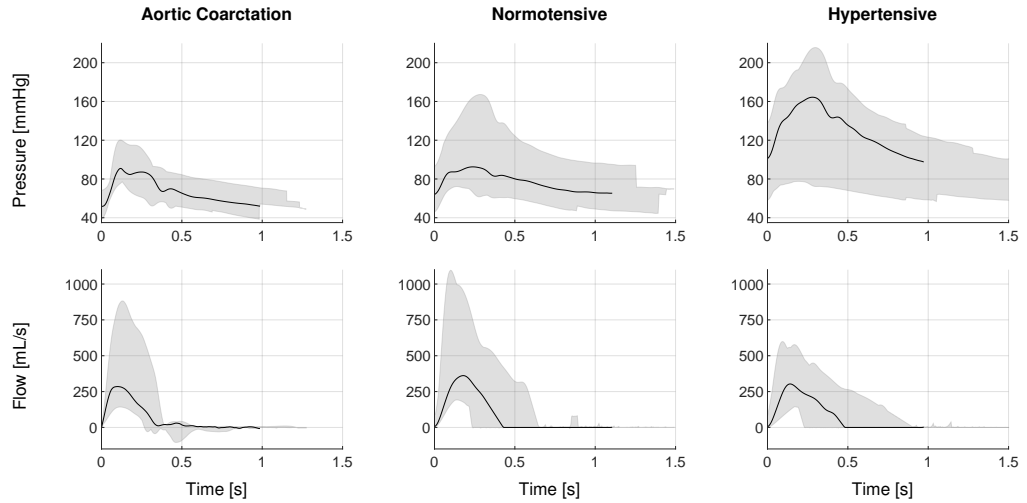 Aortic Coarctation Normotensive Hypertensive
Pressure [mmHg]
200 200 200
160 160 160
120 120 120
80 80 80
40 40 40
0 0.5 1 1.5 0 0.5 1 1.5 0 0.5 1 1.5
Flow [mL/s]
1000 1000 1000
750 750 750
500 500 500
250 250 250
0 0 0
0 0.5 1 1.5 0 0.5 1 1.5 0 0.5 1 1.5
Time [s] Time [s] Time [s]